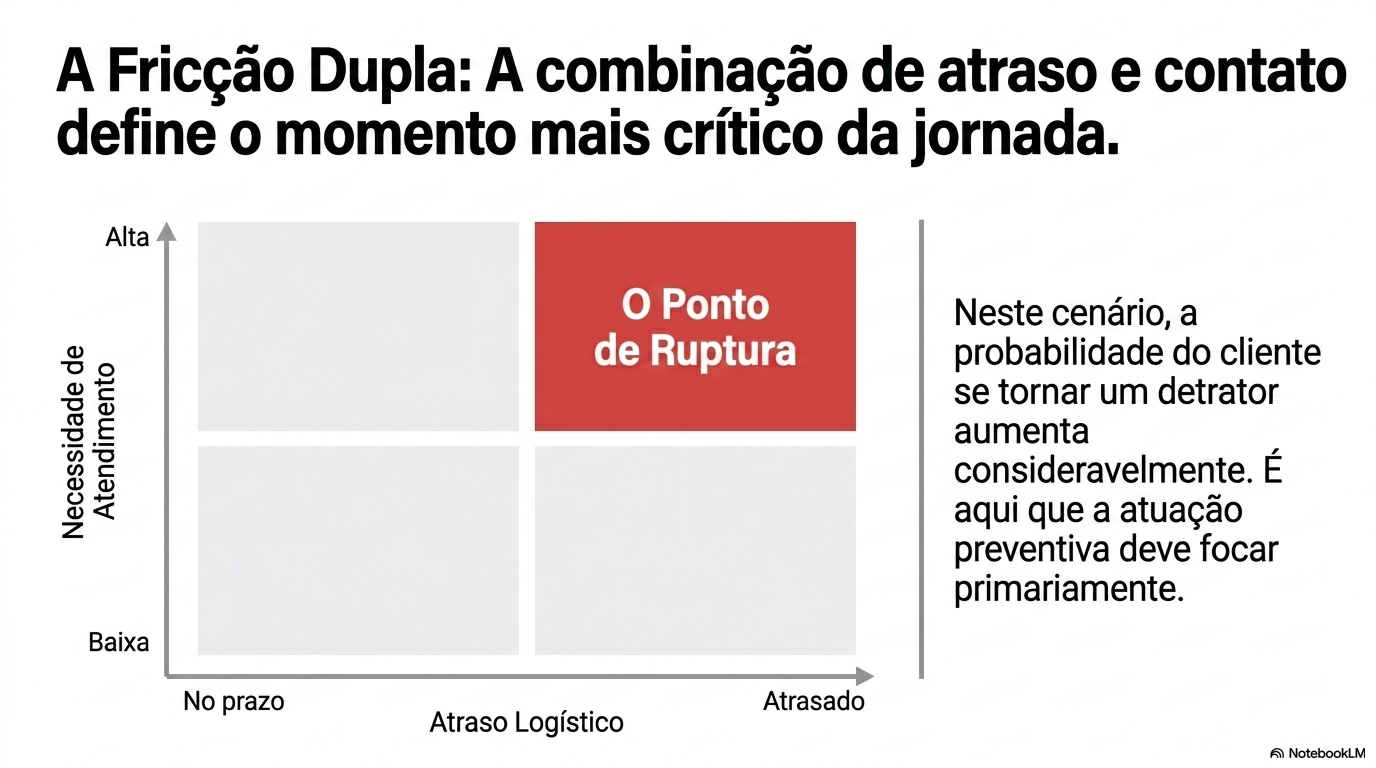 A Fricção Dupla: A combinação de atraso e contato
define o momento mais crítico da jornada.
Alta
Necessidade de
Atendimento
Baixa
O Ponto
de Ruptura
No prazo
Atrasado
Atraso Logístico
Neste cenário, a
probabilidade do cliente
se tornar um detrator
aumenta
consideravelmente. É
aqui que a atuação
preventiva deve focar
primariamente.
NotebookLM